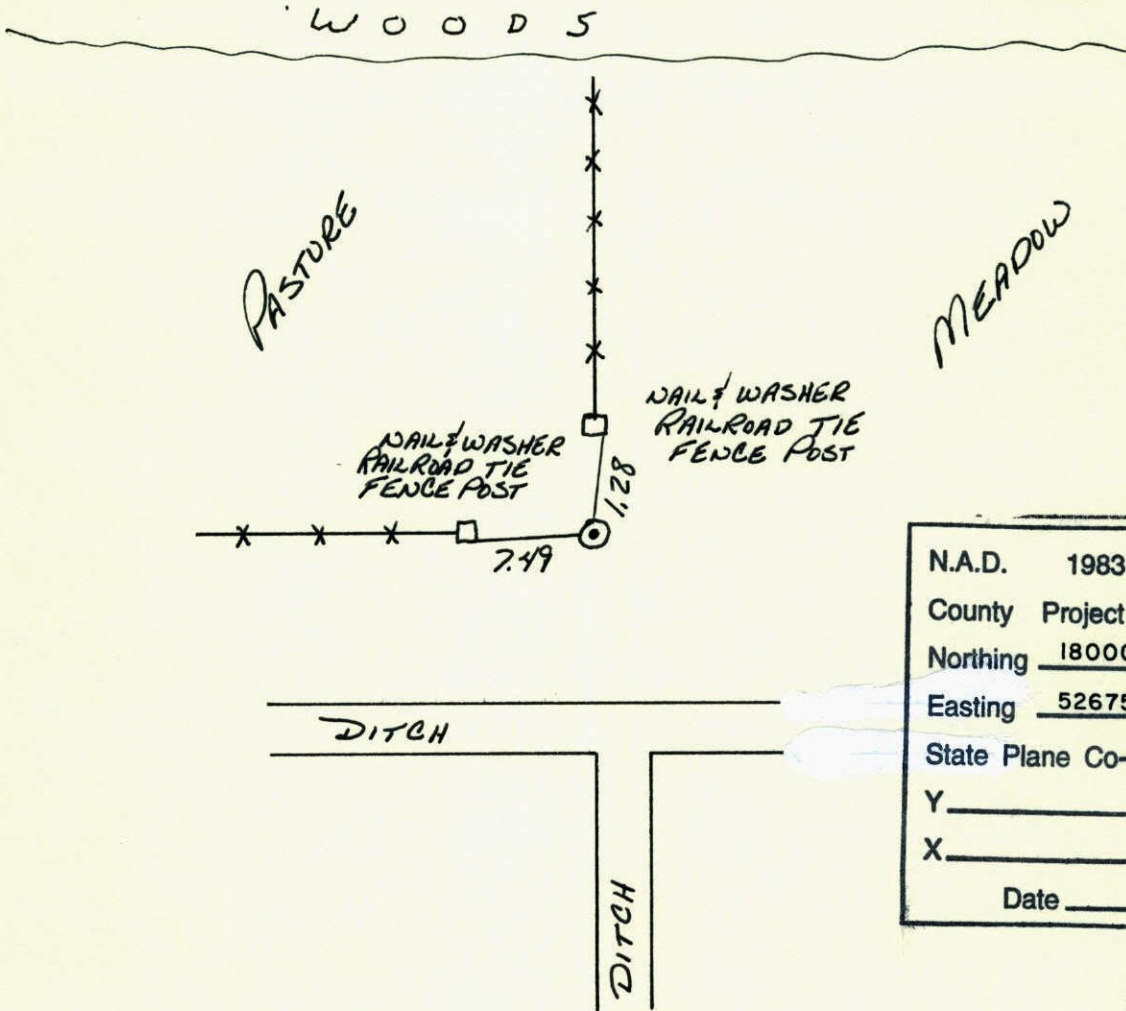 WOODS
PASTURE
MEADOW
NAIL & WASHER
RAILROAD TIE
FENCE POST
NAIL & WASHER
RAILROAD TIE
FENCE POST
1.28
7.49
N.A.D. 1983
County Project
Northing 18000
Easting 52675
State Plane Co-
Y
X
Date
DITCH
DITCH